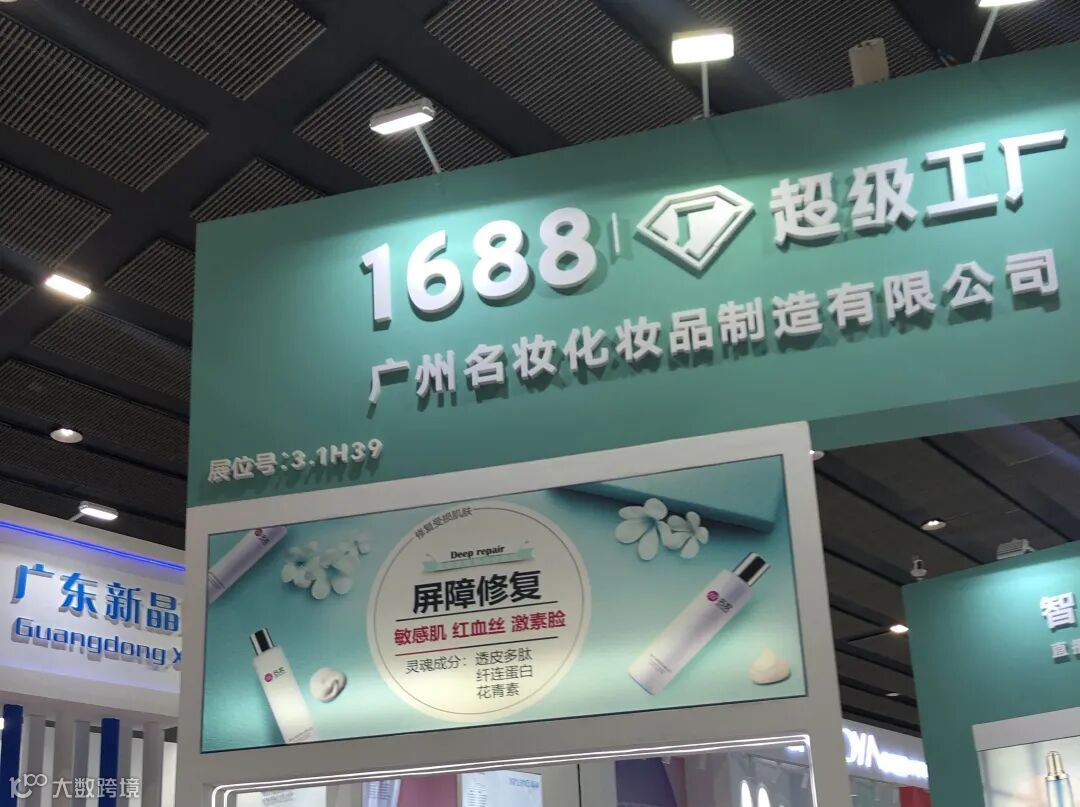 1688 超级工厂
广州名妆化妆品制造有限公司
展位号:3.1H39
修复受损肌肤
Deep repair
屏障修复
敏感肌 红血丝 激素脸
灵魂成分:透皮多肽
纤连蛋白
花青素
广东新晶
Guangdong X
智
直
大数跨境